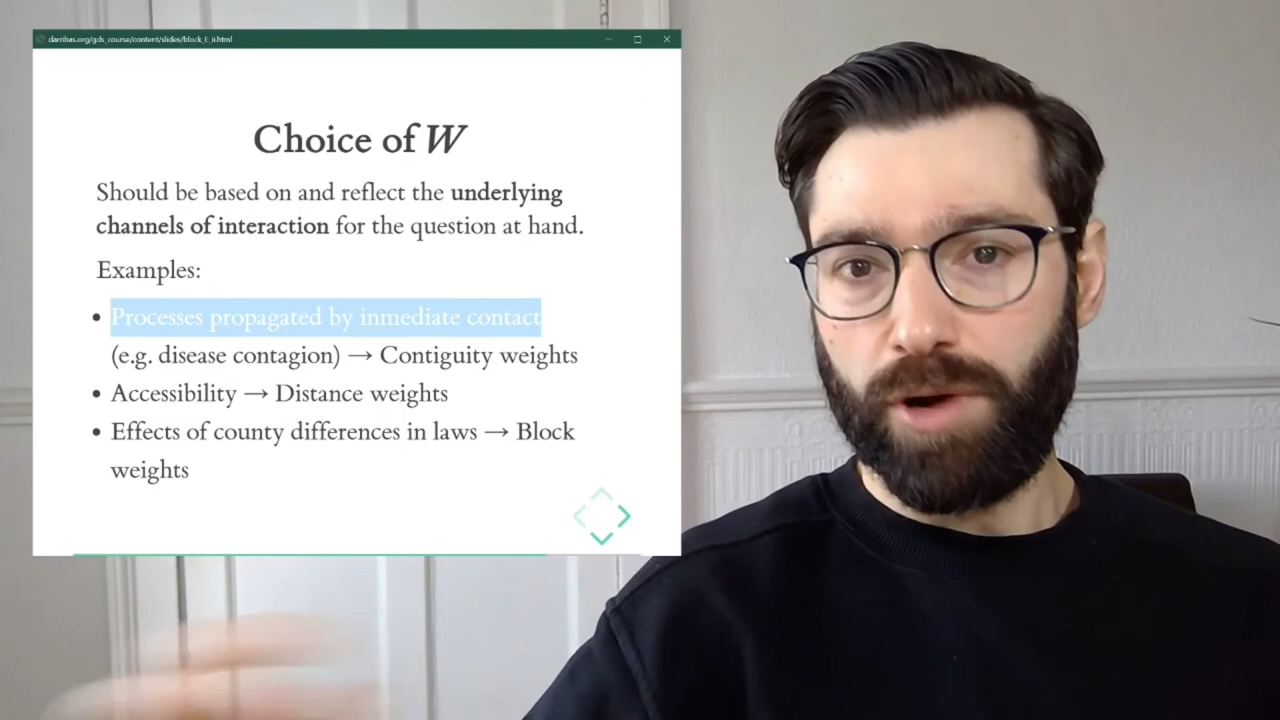 darribas.org/gds_course/content/slides/block_E_ii.html
Choice of W
Should be based on and reflect the underlying
channels of interaction for the question at hand.
Examples:
• Processes propagated by inmediate contact
(e.g. disease contagion) → Contiguity weights
• Accessibility → Distance weights
• Effects of county differences in laws → Block
weights